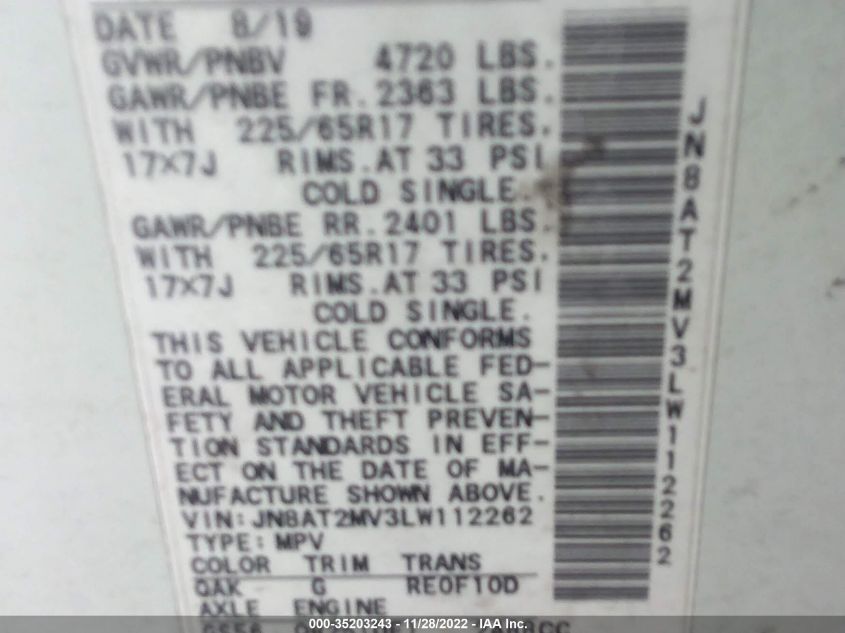 DATE 8/19
GVWR/PNBV 4720 LBS.
GAWR/PNBE FR. 2363 LBS.
WITH 225/65R17 TIRES.
17X7J RIMS. AT 33 PSI
COLD SINGLE.
GAWR/PNBE RR. 2401 LBS.
WITH 225/65R17 TIRES.
17X7J RIMS. AT 33 PSI
COLD SINGLE.
THIS VEHICLE CONFORMS
TO ALL APPLICABLE FED-
ERAL MOTOR VEHICLE SA-
FETY AND THEFT PREVEN-
TION STANDARDS IN EFF-
ECT ON THE DATE OF MA-
NUFACTURE SHOWN ABOVE.
VIN: JN8AT2MV3LW112262
TYPE: MPV
COLOR TRIM TRANS
QAK G RE0F10D
AXLE ENGINE
JN8AT2MV3LW112262
000-35203243 - 11/28/2022 - IAA Inc.